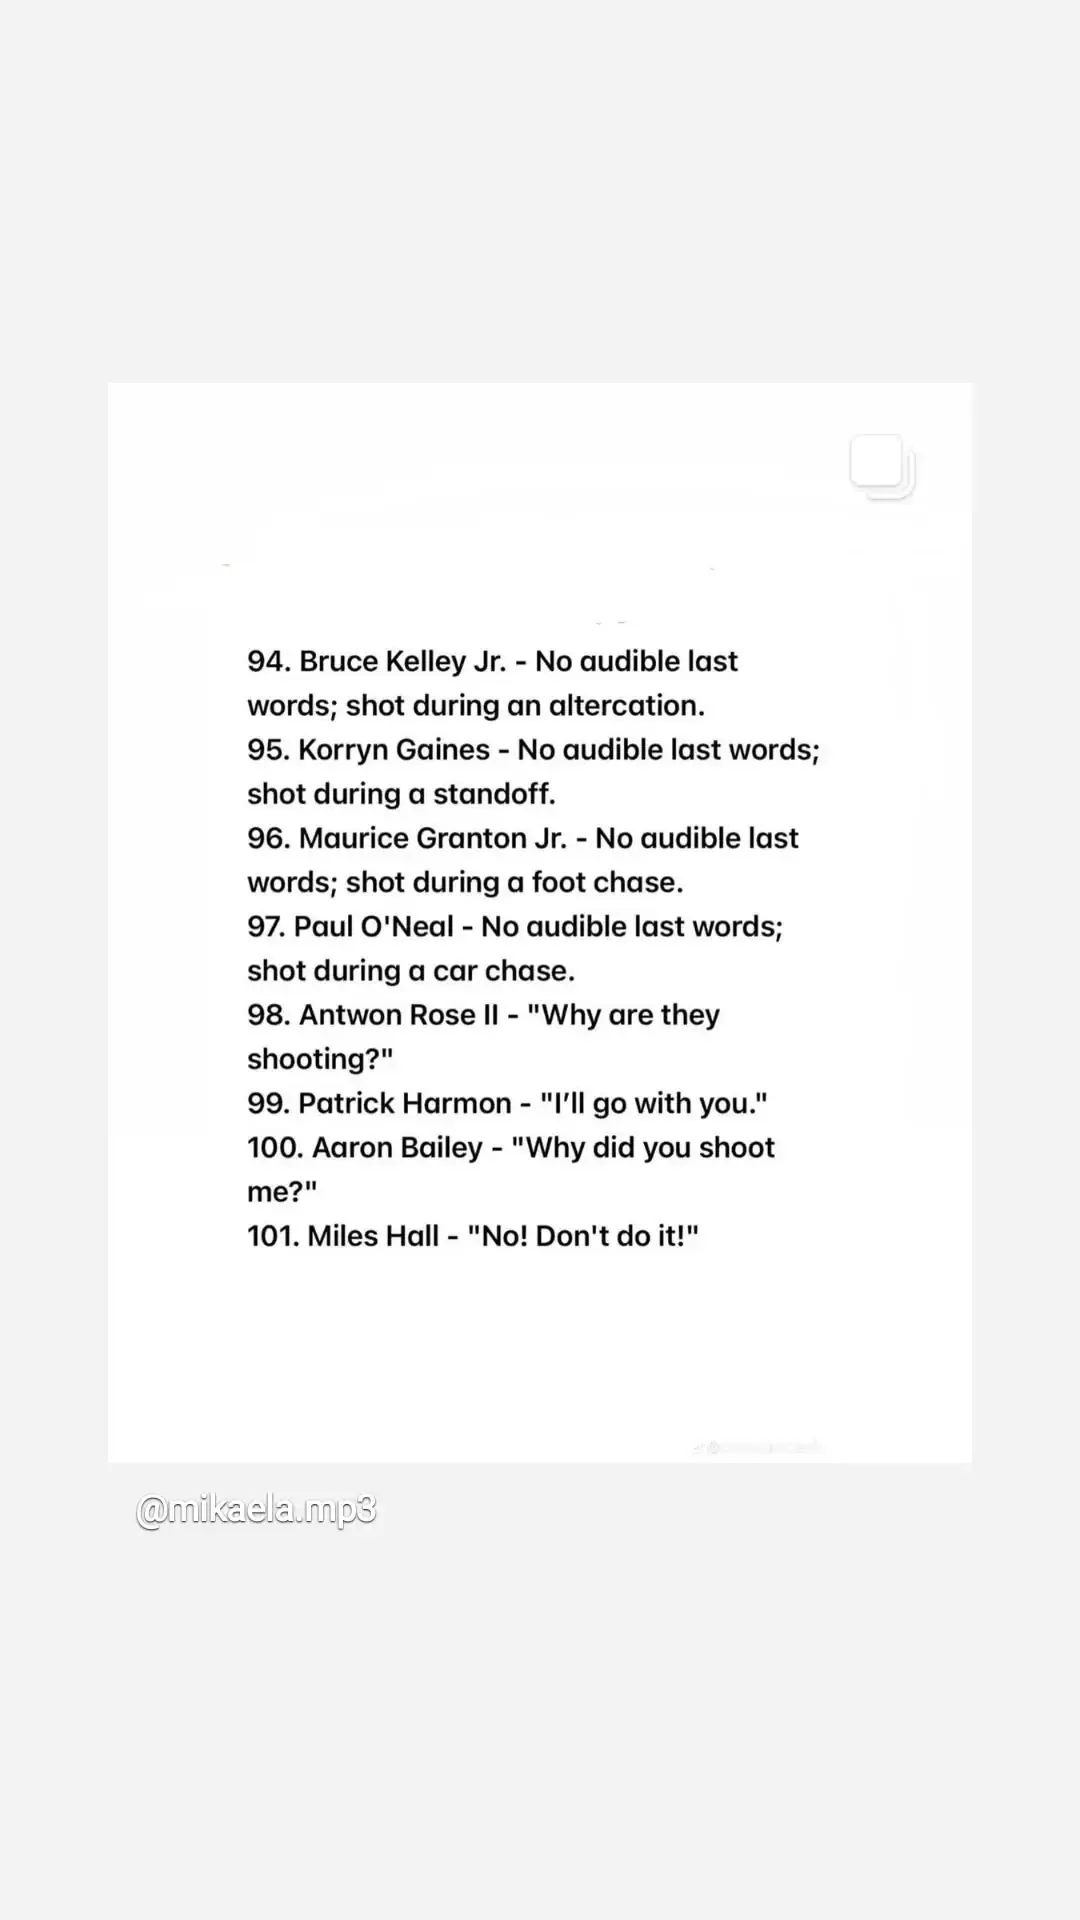 94. Bruce Kelley Jr. - No audible last
words; shot during an altercation.
95. Korryn Gaines - No audible last words;
shot during a standoff.
96. Maurice Granton Jr. - No audible last
words; shot during a foot chase.
97. Paul O'Neal - No audible last words;
shot during a car chase.
98. Antwon Rose II - "Why are they
shooting?"
99. Patrick Harmon - "I’ll go with you."
100. Aaron Bailey - "Why did you shoot
me?"
101. Miles Hall - "No! Don't do it!"
@mikaela.mp3